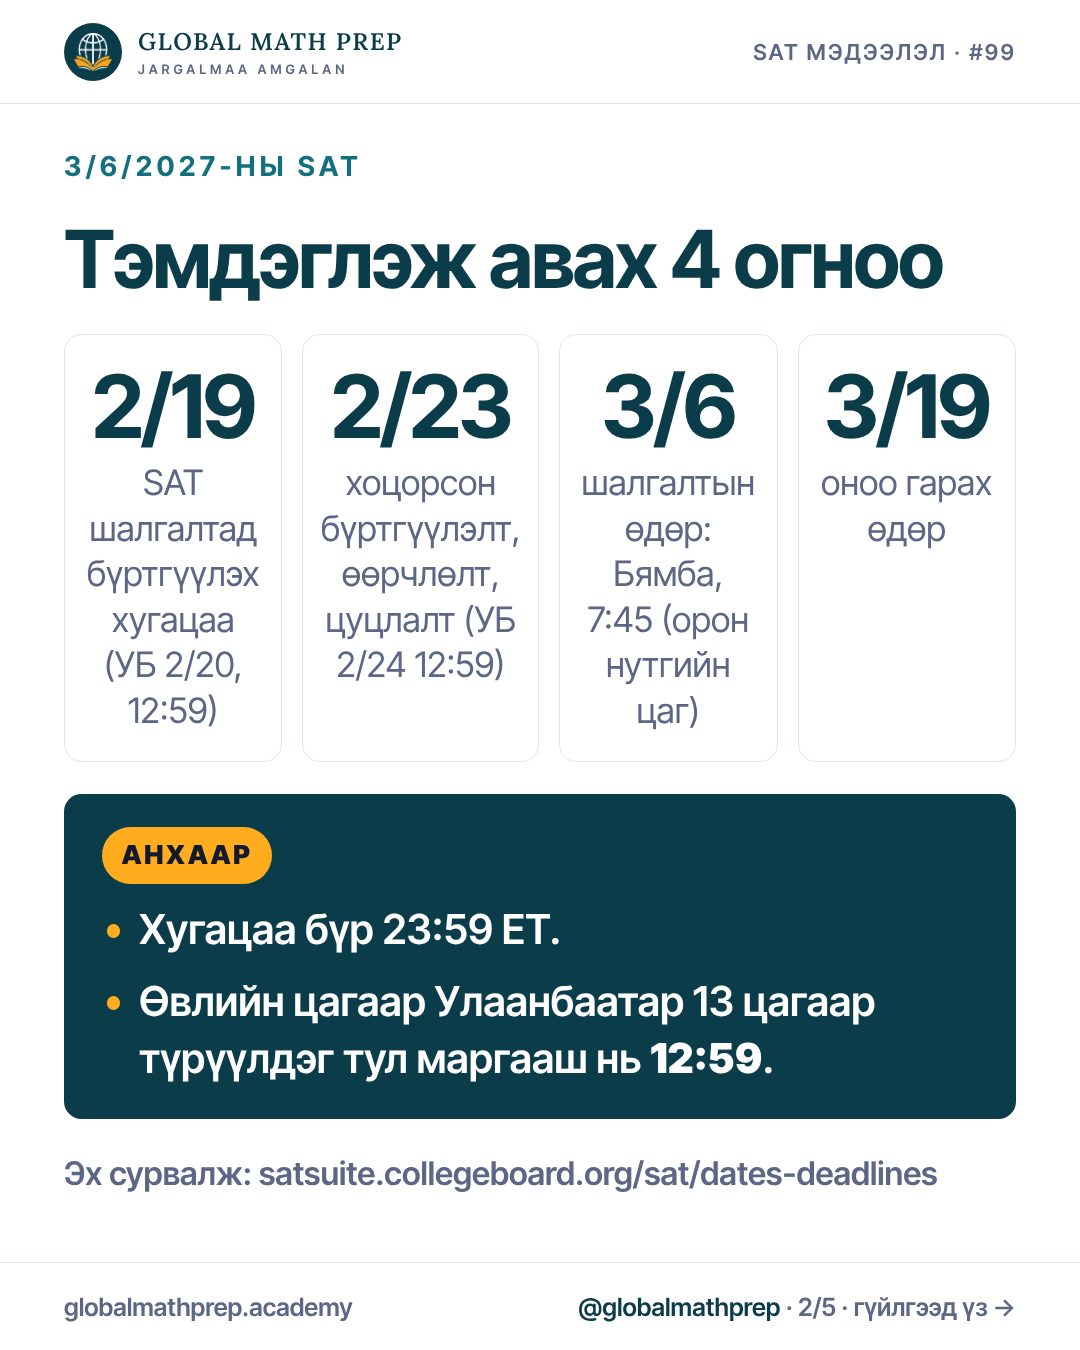 GLOBAL MATH PREP
JARGALMAA AMGALAN
SAT МЭДЭЭЛЭЛ · #99
3/6/2027-НЫ SAT
Тэмдэглэж авах 4 огноо
2/19
SAT
шалгалтад
бүртгүүлэх
хугацаа
(УБ 2/20,
12:59)
2/23
хоцорсон
бүртгүүлэлт,
өөрчлөлт,
цуцлалт (УБ
2/24 12:59)
3/6
шалгалтын
өдөр:
Бямба,
7:45 (орон
нутгийн
цаг)
3/19
оноо гарах
өдөр
АНХААР
• Хугацаа бүр 23:59 ET.
• Өвлийн цагаар Улаанбаатар 13 цагаар
түрүүлдэг тул маргааш нь 12:59.
Эх сурвалж: satsuite.collegeboard.org/sat/dates-deadlines
globalmathprep.academy
@globalmathprep · 2/5 · гүйлгээд үз →